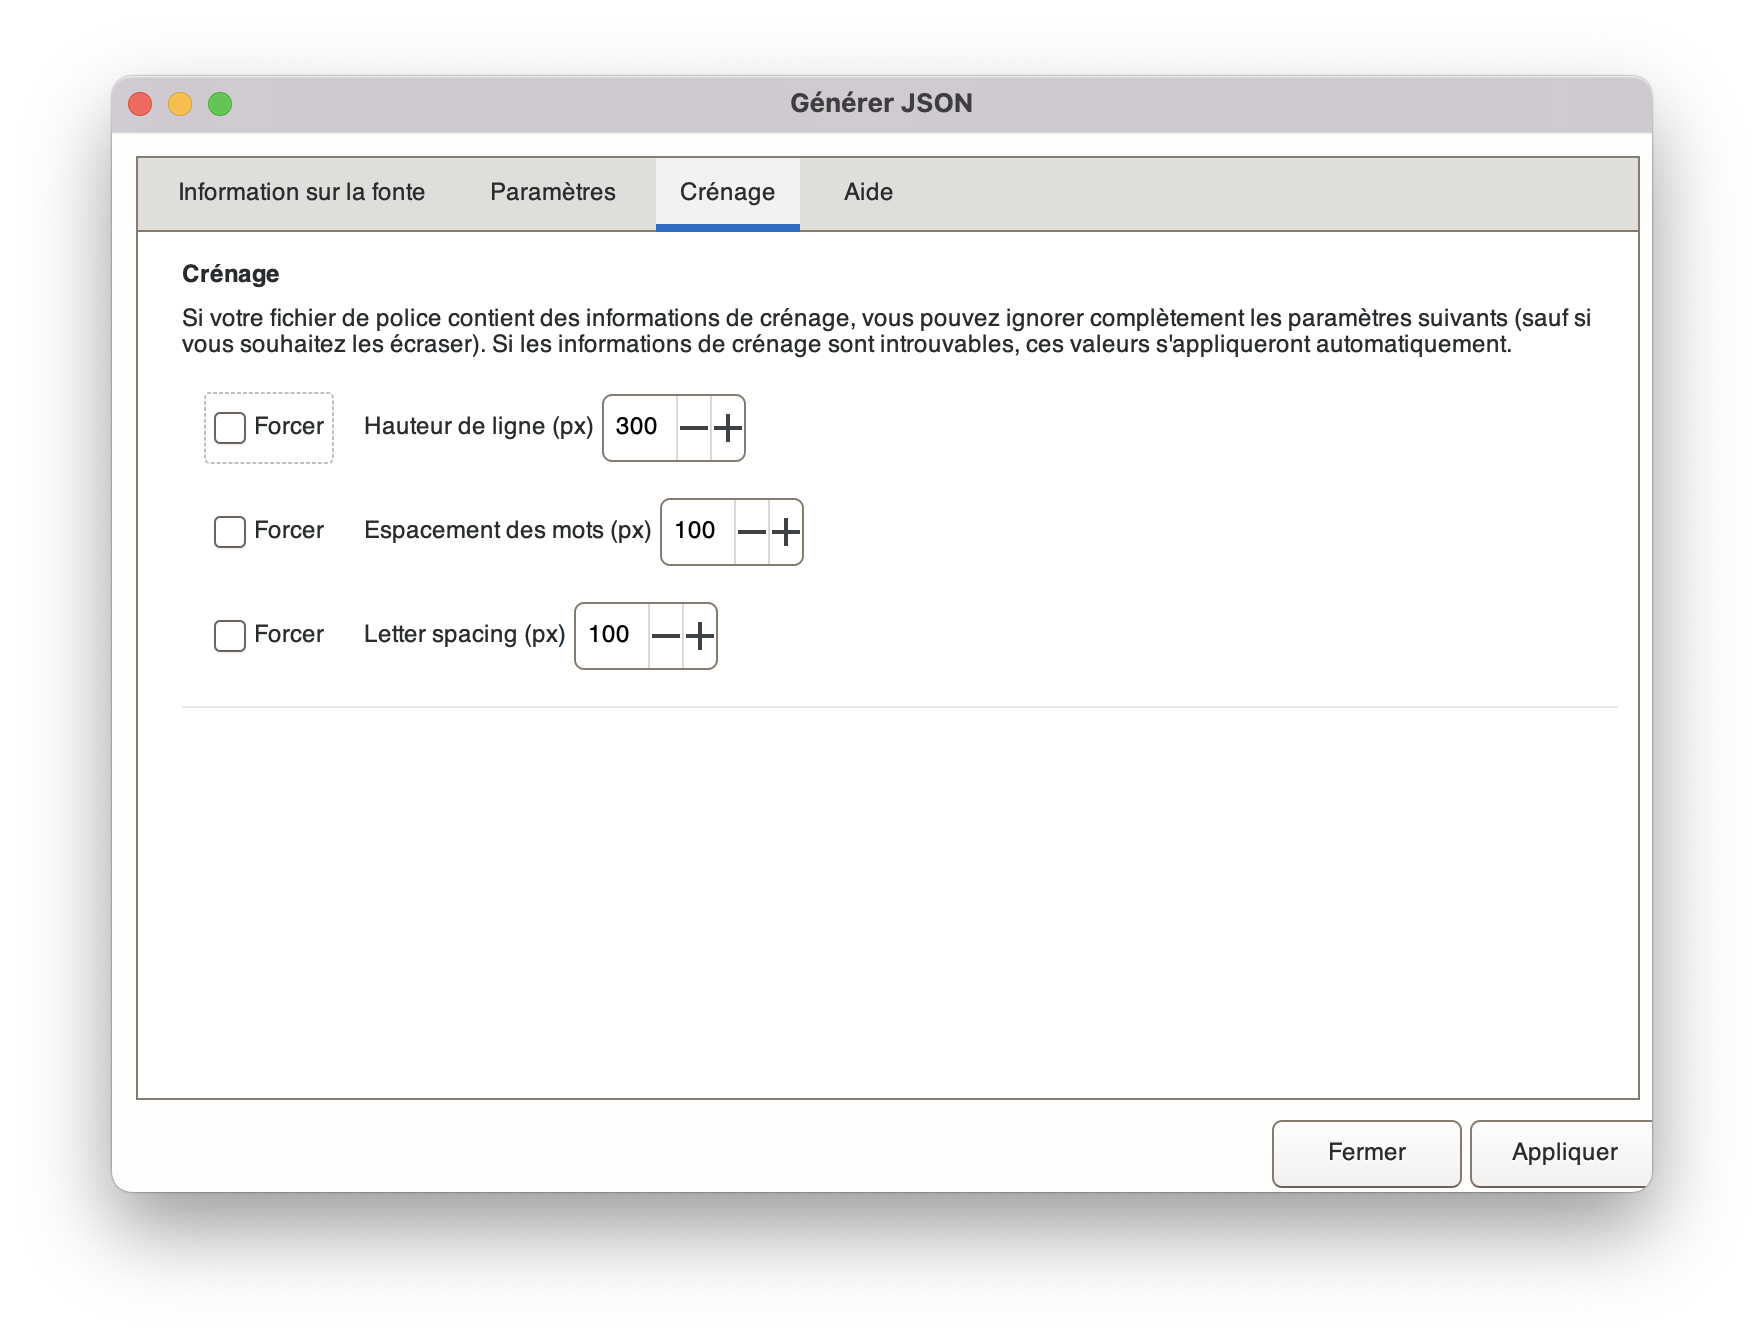 Générer JSON
Information sur la fonte Paramètres Crénage Aide
Crénage
Si votre fichier de police contient des informations de crénage, vous pouvez ignorer complètement les paramètres suivants (sauf si
vous souhaitez les écraser). Si les informations de crénage sont introuvables, ces valeurs s'appliqueront automatiquement.
Forcer Hauteur de ligne (px) 300
Forcer Espacement des mots (px) 100
Forcer Letter spacing (px) 100
Fermer Appliquer